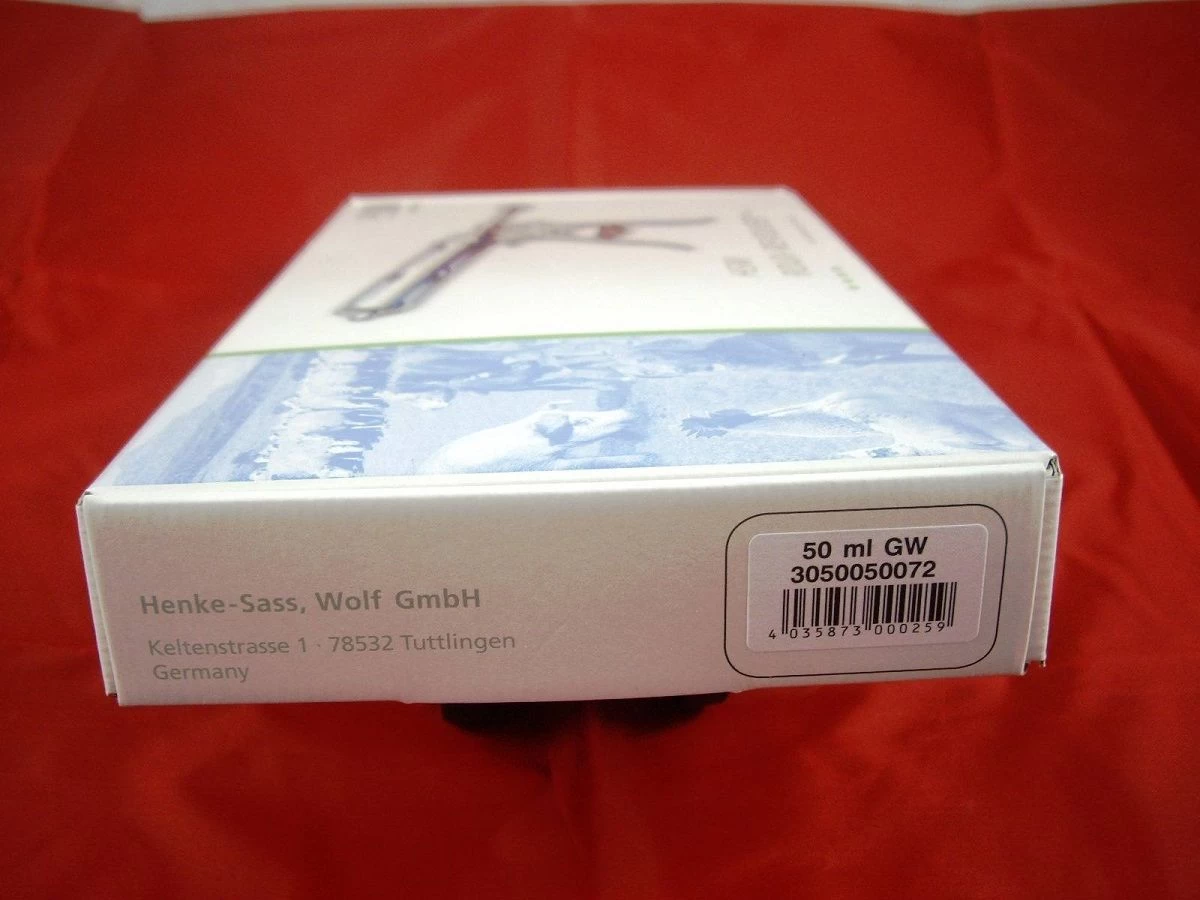 Henke-Sass, Wolf GmbH
Keltenstrasse 1 · 78532 Tuttlingen
Germany
50 ml GW
3050050072
4 035873 000259